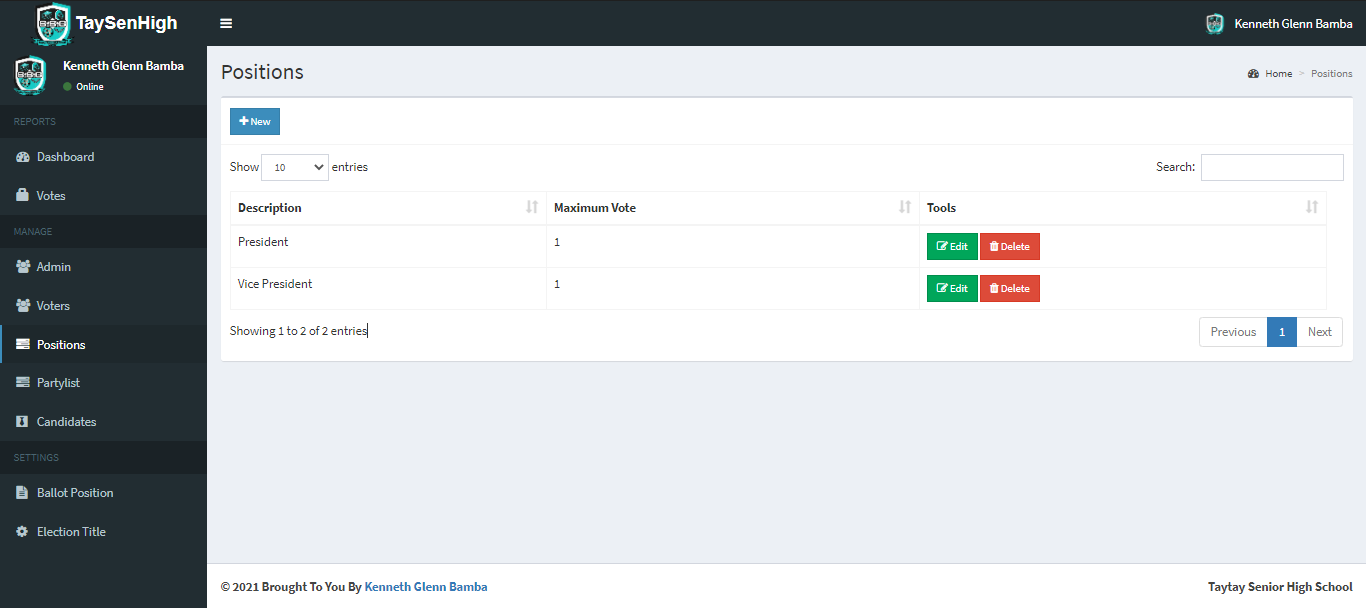 TaySenHigh
Kenneth Glenn Bamba
Kenneth Glenn Bamba
Online
REPORTS
Dashboard
Votes
MANAGE
Admin
Voters
Positions
Partylist
Candidates
SETTINGS
Ballot Position
Election Title
Positions
Home > Positions
New
Show 10 entries
Search:
Description Maximum Vote Tools
President 1 Edit Delete
Vice President 1 Edit Delete
Showing 1 to 2 of 2 entries
Previous 1 Next
© 2021 Brought To You By Kenneth Glenn Bamba
Taytay Senior High School